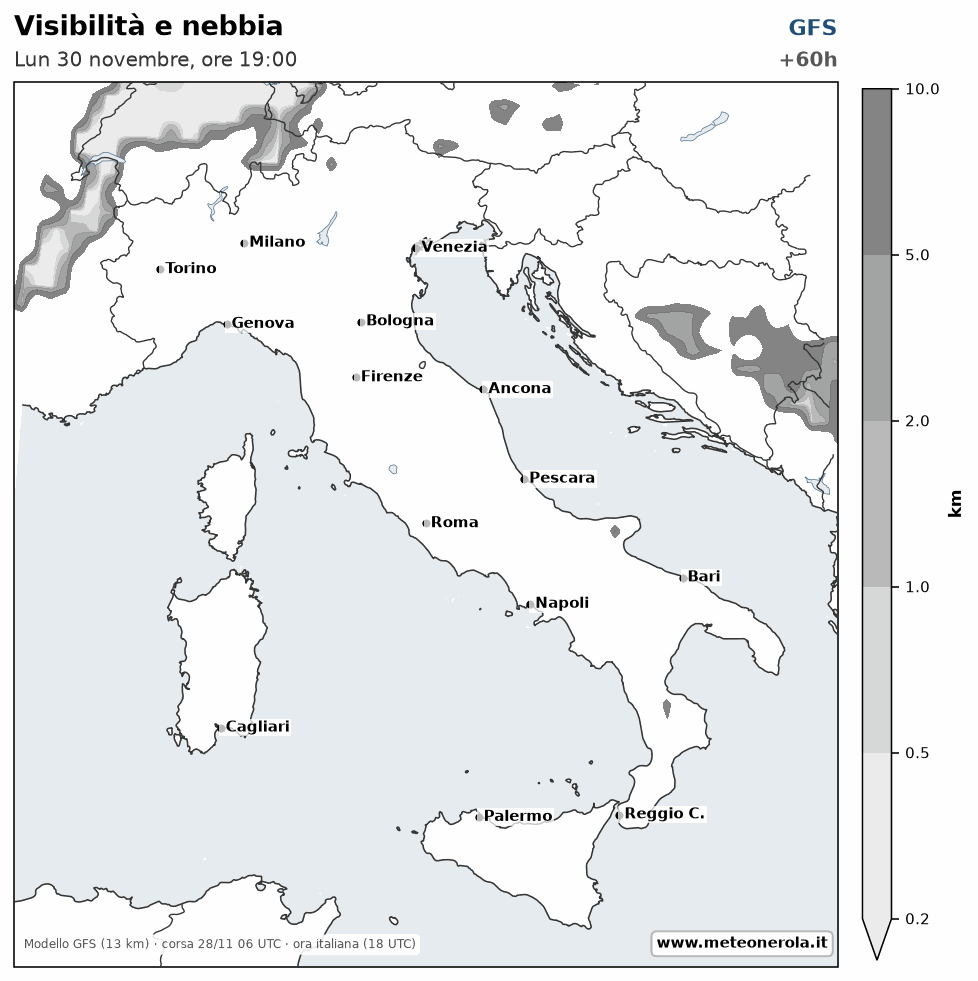 Visibilità e nebbia
GFS
Lun 30 novembre, ore 19:00
+60h
10.0
5.0
2.0
1.0
0.5
0.2
km
Milano
Venezia
Torino
Genova
Bologna
Firenze
Ancona
Pescara
Roma
Bari
Napoli
Cagliari
Palermo
Reggio C.
Modello GFS (13 km) · corsa 28/11 06 UTC · ora italiana (18 UTC)
www.meteonerola.it